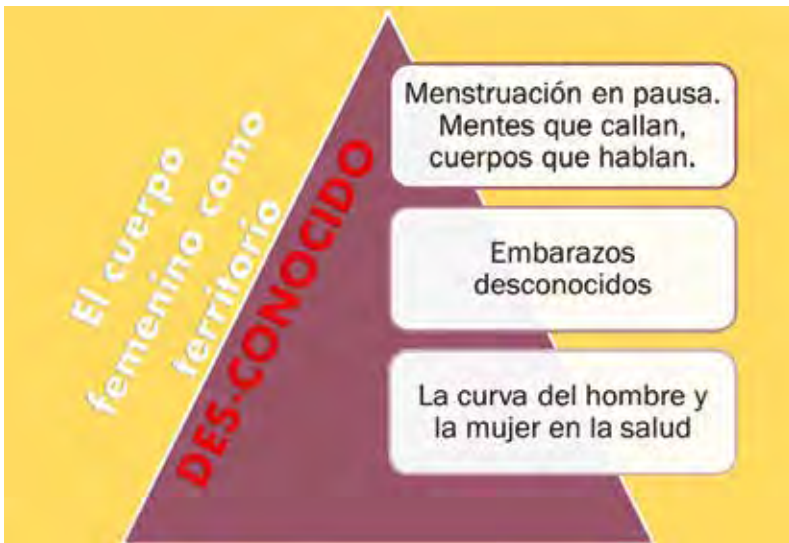 El cuerpo
femenino como
territorio
DES-CONOCIDO
Menstruación en pausa.
Mentes que callan,
cuerpos que hablan.
Embarazos
desconocidos
La curva del hombre y
la mujer en la salud